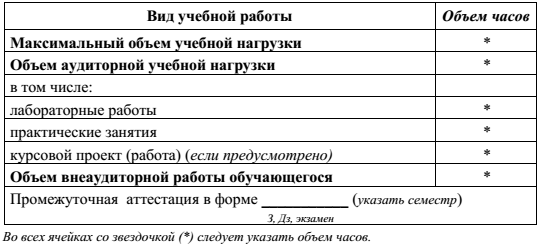 Вид учебной работы Объем часов
Максимальный объем учебной нагрузки *
Объем аудиторной учебной нагрузки *
в том числе:
лабораторные работы *
практические занятия *
курсовой проект (работа) (если предусмотрено) *
Объем внеаудиторной работы обучающегося *
Промежуточная аттестация в форме ___________ (указать семестр)
З, Дз, экзамен
Во всех ячейках со звездочкой (*) следует указать объем часов.